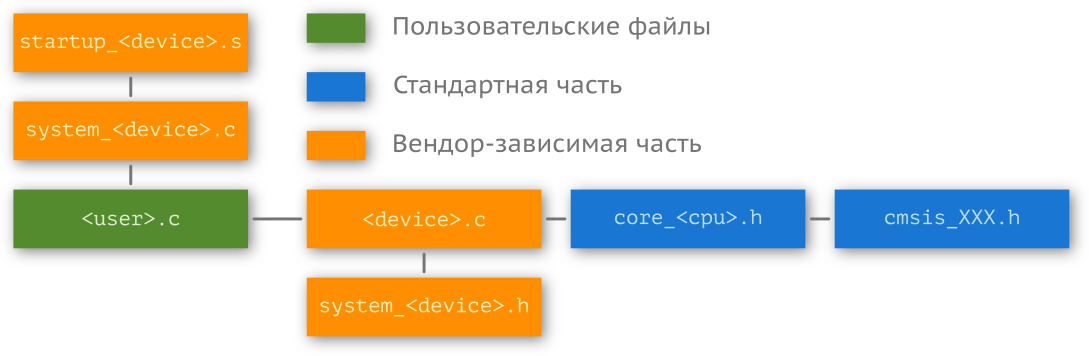 startup_<device>.s
Пользовательские файлы
Стандартная часть
system_<device>.c
Вендор-зависимая часть
<user>.c
<device>.c
core_<cpu>.h
cmsis_XXX.h
system_<device>.h